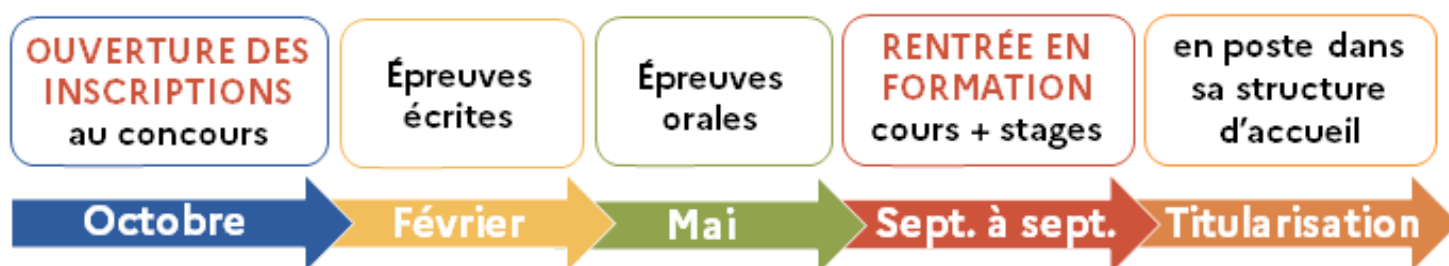 OUVERTURE DES
INSCRIPTIONS
au concours
Épreuves
écrites
Épreuves
orales
RENTRÉE EN
FORMATION
cours + stages
en poste dans
sa structure
d'accueil
Octobre
Février
Mai
Sept. à sept.
Titularisation